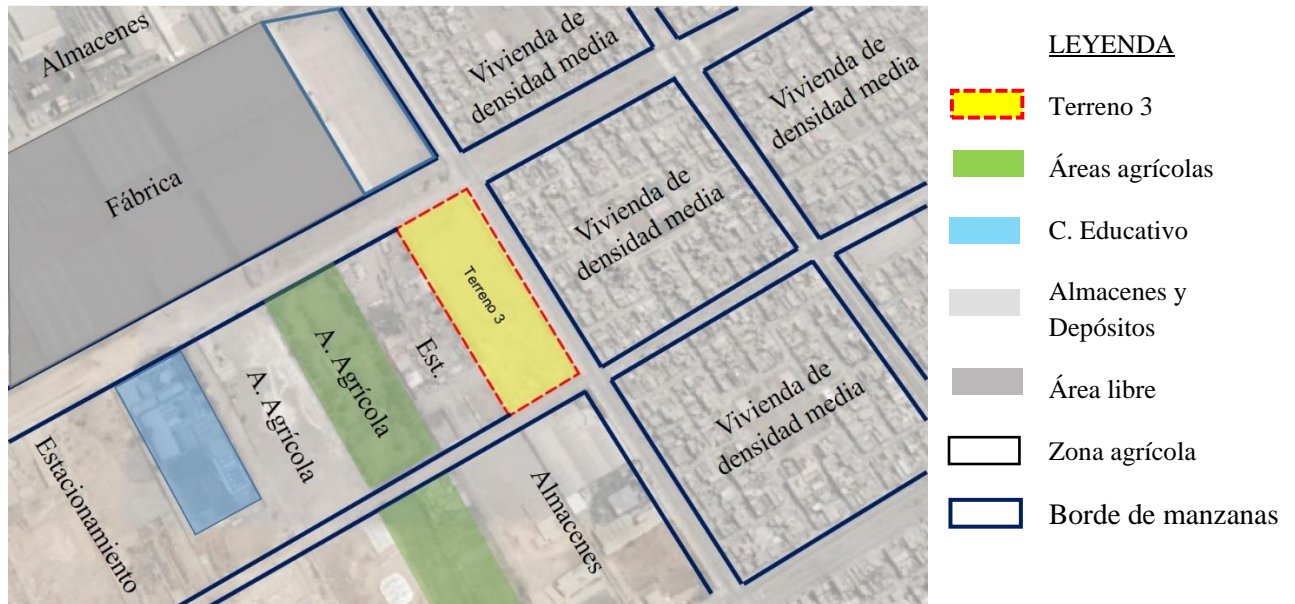 Almacenes
Vivienda de
densidad media
Vivienda de
densidad media
Fábrica
Vivienda de
densidad media
Terreno 3
A. Agrícola
Est.
A. Agrícola
Vivienda de
densidad media
Estacionamiento
Almacenes
LEYENDA
Terreno 3
Áreas agrícolas
C. Educativo
Almacenes y
Depósitos
Área libre
Zona agrícola
Borde de manzanas